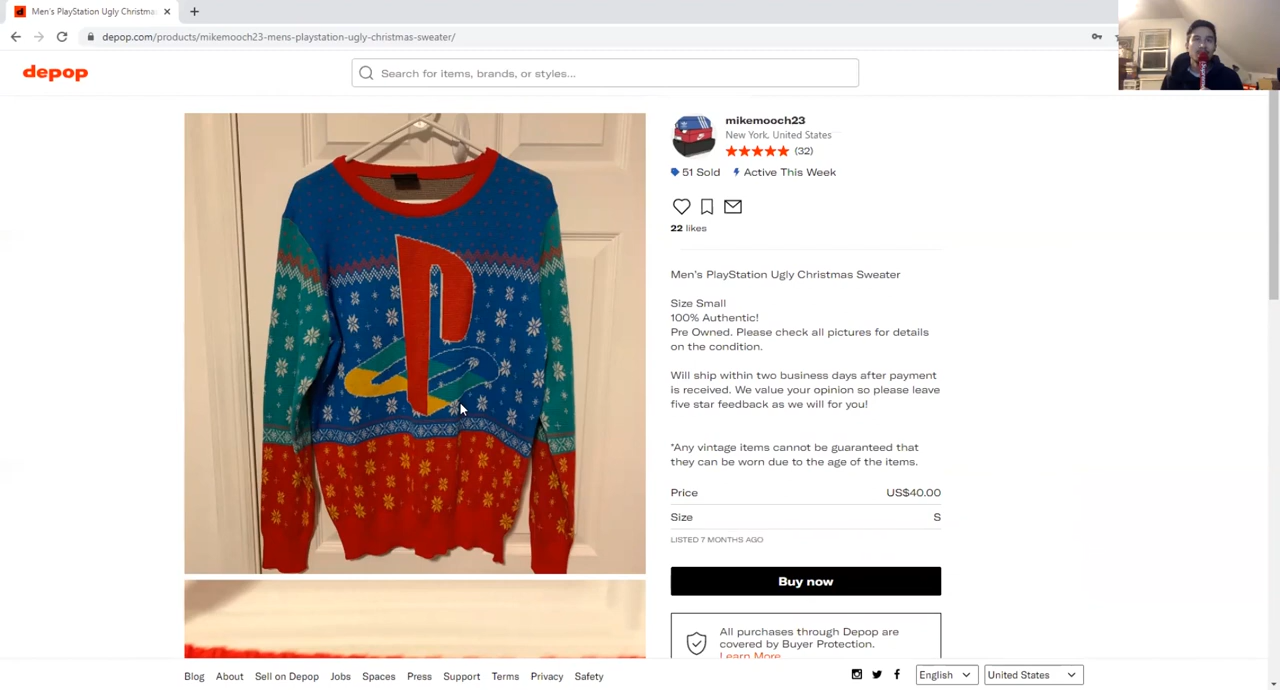 Men's PlayStation Ugly Christma
depop.com/products/mikemooch23-mens-playstation-ugly-christmas-sweater/
depop
Search for items, brands, or styles...
mikemooch23
New York, United States
(32)
51 Sold
Active This Week
22 likes
Men's PlayStation Ugly Christmas Sweater
Size Small
100% Authentic!
Pre Owned. Please check all pictures for details
on the condition.
Will ship within two business days after payment
is received. We value your opinion so please leave
five star feedback as we will for you!
*Any vintage items cannot be guaranteed that
they can be worn due to the age of the items.
Price US$40.00
Size S
LISTED 7 MONTHS AGO
Buy now
All purchases through Depop are
covered by Buyer Protection.
Learn More
Blog About Sell on Depop Jobs Spaces Press Support Terms Privacy Safety
English United States